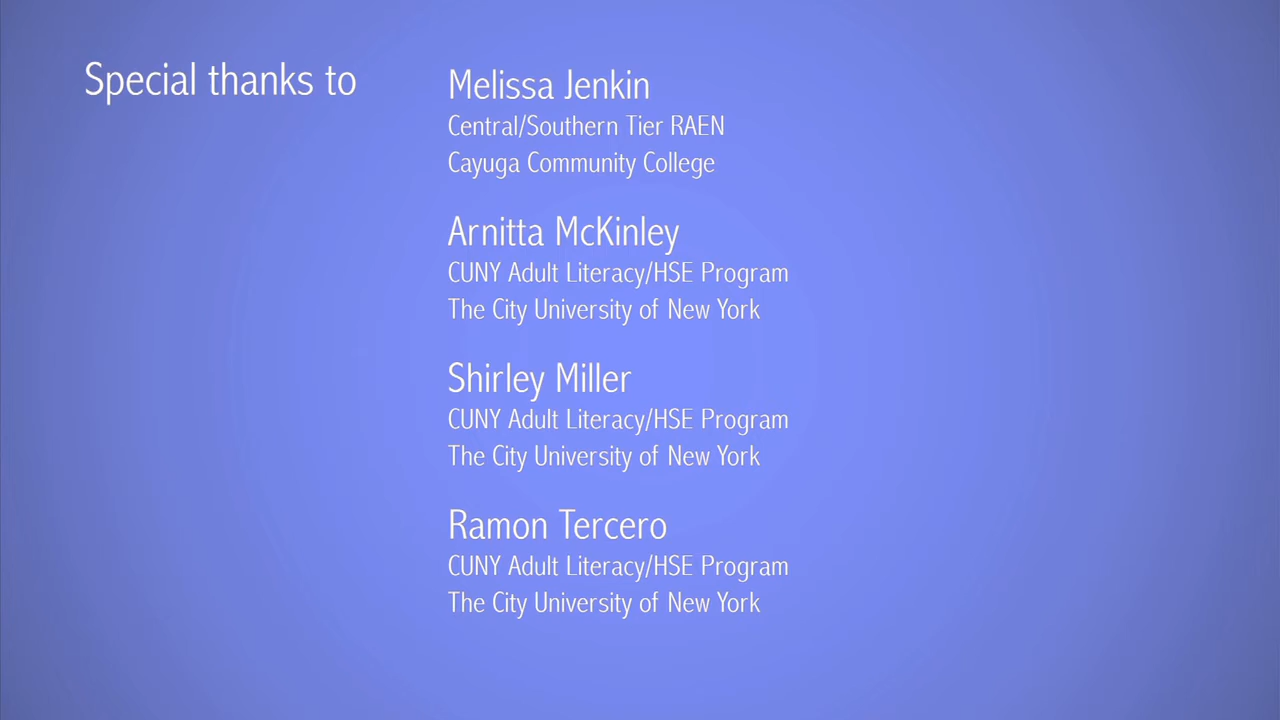 Special thanks to
Melissa Jenkin
Central/Southern Tier RAEN
Cayuga Community College
Arnitta McKinley
CUNY Adult Literacy/HSE Program
The City University of New York
Shirley Miller
CUNY Adult Literacy/HSE Program
The City University of New York
Ramon Tercero
CUNY Adult Literacy/HSE Program
The City University of New York